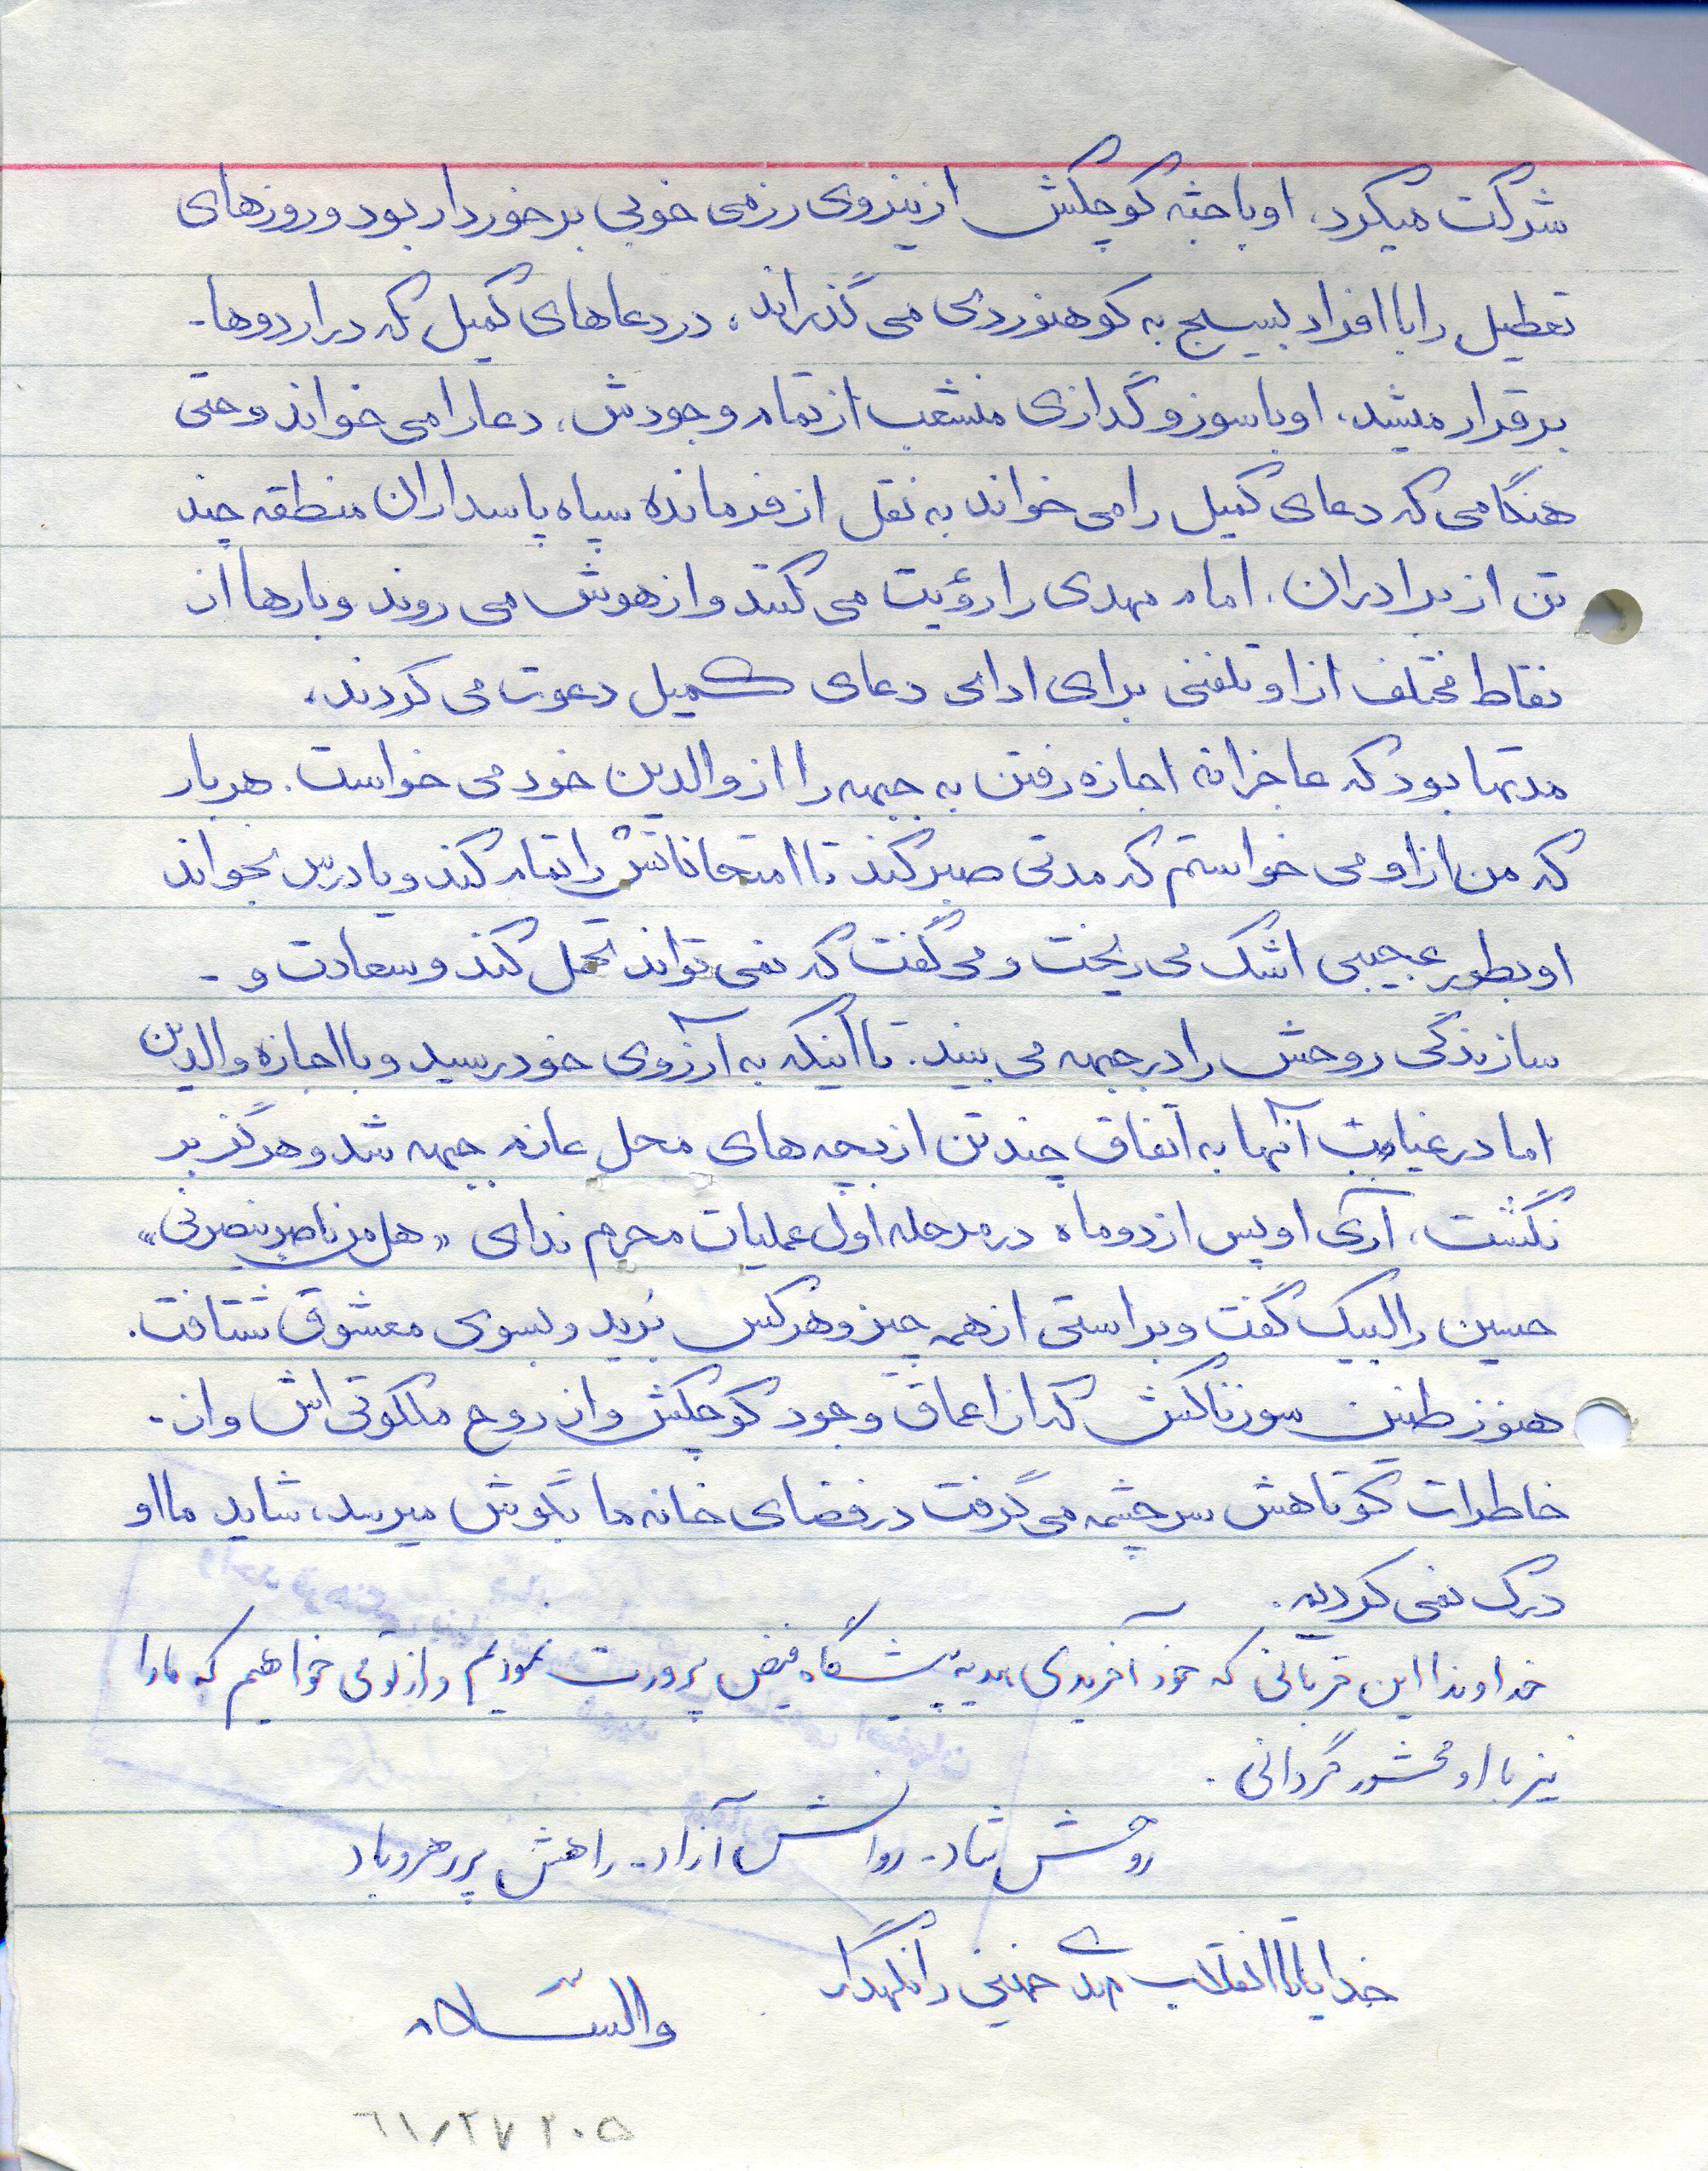 شرکت میکرد، او با جثه کوچکش از نیروی رزمی خوبی برخوردار بود و روزهای
تعطیل را با افراد بسیج به کوهنوردی می گذراند، در دعاهای کمیل که در اردوها -
برقرار میشد، او با سوز و گدازی منشعب از تمام وجودش، دعا را می خواند و حتی
هنگامی که دعای کمیل را می خواند به نقل از فرمانده سپاه پاسداران منطقه چند
تن از برادران، امام مهدی را رؤیت می کنند و از هوش می روند و بارها از
نقاط مختلف از او تلفنی برای ادای دعای کمیل دعوت می کردند،
مدتها بود که عاجزانه اجازه رفتن به جبهه را از والدین خود می خواست. هر بار
که من از او می خواستم که مدتی صبر کند تا امتحاناتش را تمام کند و یا درس بخواند
او بطور عجیبی اشک می ریخت و می گفت که نمی تواند تحمل کند و سعادت و -
سازندگی روحش را در جبهه می بیند. تا اینکه به آرزوی خود رسید و با اجازه والدین
اما در غیاب آنها به اتفاق چند تن از بچه های محل عازم جبهه شد و هرگز بر
نگشت، آری او پس از دو ماه در مرحله اول عملیات محرم ندای «هل من ناصر ینصرنی»
حسین را لبیک گفت و براستی از همه چیز و هر کس بُرید و بسوی معشوق شتافت.
هنوز طنین سوزناکش که از اعماق وجود کوچکش و از روح ملکوتی اش و از -
خاطرات کوتاهش سرچشمه می گرفت در فضای خانه ما بگوش میرسد، شاید ما او
درک نمی کردیم.
خداوندا این قربانی که خود آفریدی هدیه به پیشگاه فیض پرورت نمودیم و از تو می خواهیم که ما را
نیز با او محشور گردانی.
روحش شاد - روانش آزاد - راهش پر رهرو باد
خدایا تا انقلاب مهدی خمینی را نگهدار
والسلام
۶۱/۲۷ ۲۰۵